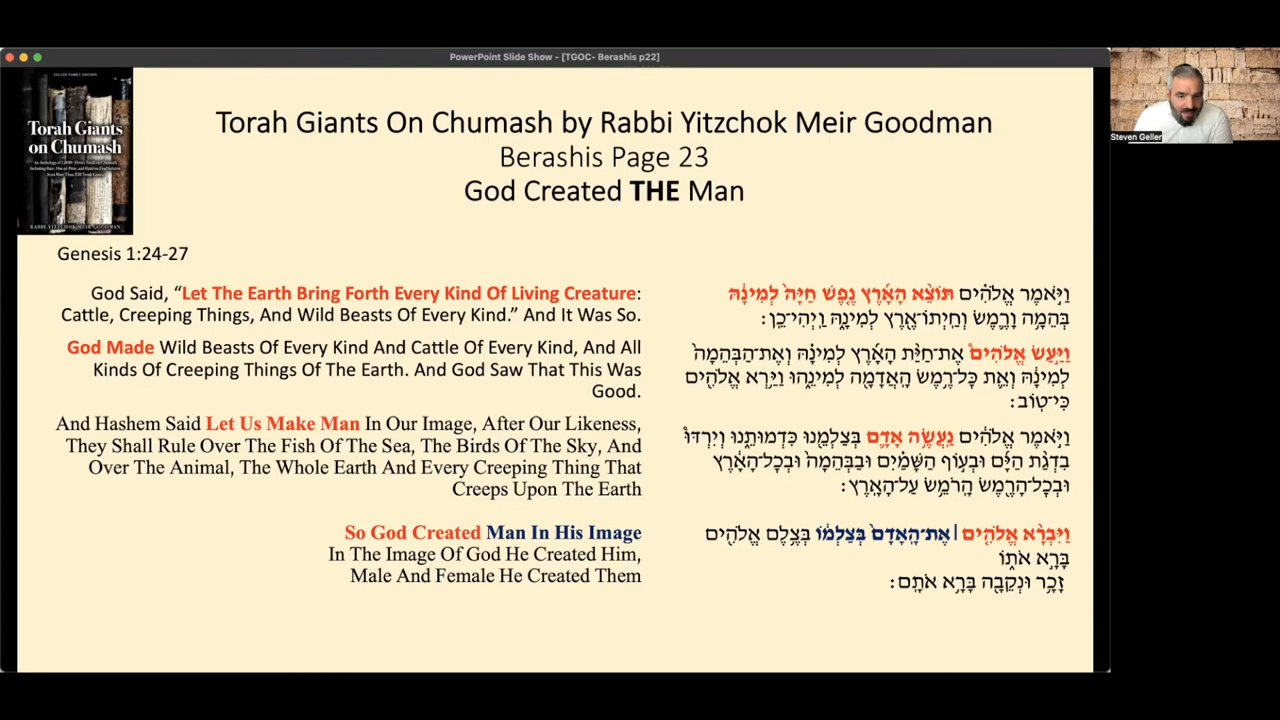 PowerPoint Slide Show - [TGOC- Berashis p22]
Torah Giants
on Chumash
RABBI YITZCHOK MEIR GOODMAN
Steven Geller
Torah Giants On Chumash by Rabbi Yitzchok Meir Goodman
Berashis Page 23
God Created THE Man
Genesis 1:24-27
God Said, “Let The Earth Bring Forth Every Kind Of Living Creature:
Cattle, Creeping Things, And Wild Beasts Of Every Kind.” And It Was So.
God Made Wild Beasts Of Every Kind And Cattle Of Every Kind, And All
Kinds Of Creeping Things Of The Earth. And God Saw That This Was
Good.
And Hashem Said Let Us Make Man In Our Image, After Our Likeness,
They Shall Rule Over The Fish Of The Sea, The Birds Of The Sky, And
Over The Animal, The Whole Earth And Every Creeping Thing That
Creeps Upon The Earth
So God Created Man In His Image
In The Image Of God He Created Him,
Male And Female He Created Them
וַיֹּ֣אמֶר אֱלֹהִ֗ים תּוֹצֵ֨א הָאָ֜רֶץ נֶ֤פֶשׁ חַיָּה֙ לְמִינָ֔הּ
בְּהֵמָ֥ה וָרֶ֛מֶשׂ וְחַֽיְתוֹ־אֶ֖רֶץ לְמִינָ֑הּ וַֽיְהִי־כֵֽן׃
וַיַּ֣עַשׂ אֱלֹהִים֩ אֶת־חַיַּ֨ת הָאָ֜רֶץ לְמִינָ֗הּ וְאֶת־הַבְּהֵמָה֙
לְמִינָ֔הּ וְאֵ֛ת כׇּל־רֶ֥מֶשׂ הָֽאֲדָמָ֖ה לְמִינֵ֑הוּ וַיַּ֥רְא אֱלֹהִ֖ים
כִּי־טֽוֹב׃
וַיֹּ֣אמֶר אֱלֹהִ֔ים נַֽעֲשֶׂ֥ה אָדָ֛ם בְּצַלְמֵ֖נוּ כִּדְמוּתֵ֑נוּ וְיִרְדּוּ֩
בִדְגַ֨ת הַיָּ֜ם וּבְע֣וֹף הַשָּׁמַ֗יִם וּבַבְּהֵמָה֙ וּבְכׇל־הָאָ֔רֶץ
וּבְכׇל־הָרֶ֖מֶשׂ הָֽרֹמֵ֥שׂ עַל־הָאָֽרֶץ׃
וַיִּבְרָ֨א אֱלֹהִ֤ים ׀ אֶת־הָֽאָדָם֙ בְּצַלְמ֔וֹ בְּצֶ֥לֶם אֱלֹהִ֖ים
בָּרָ֣א אֹת֑וֹ
זָכָ֥ר וּנְקֵבָ֖ה בָּרָ֥א אֹתָֽם׃